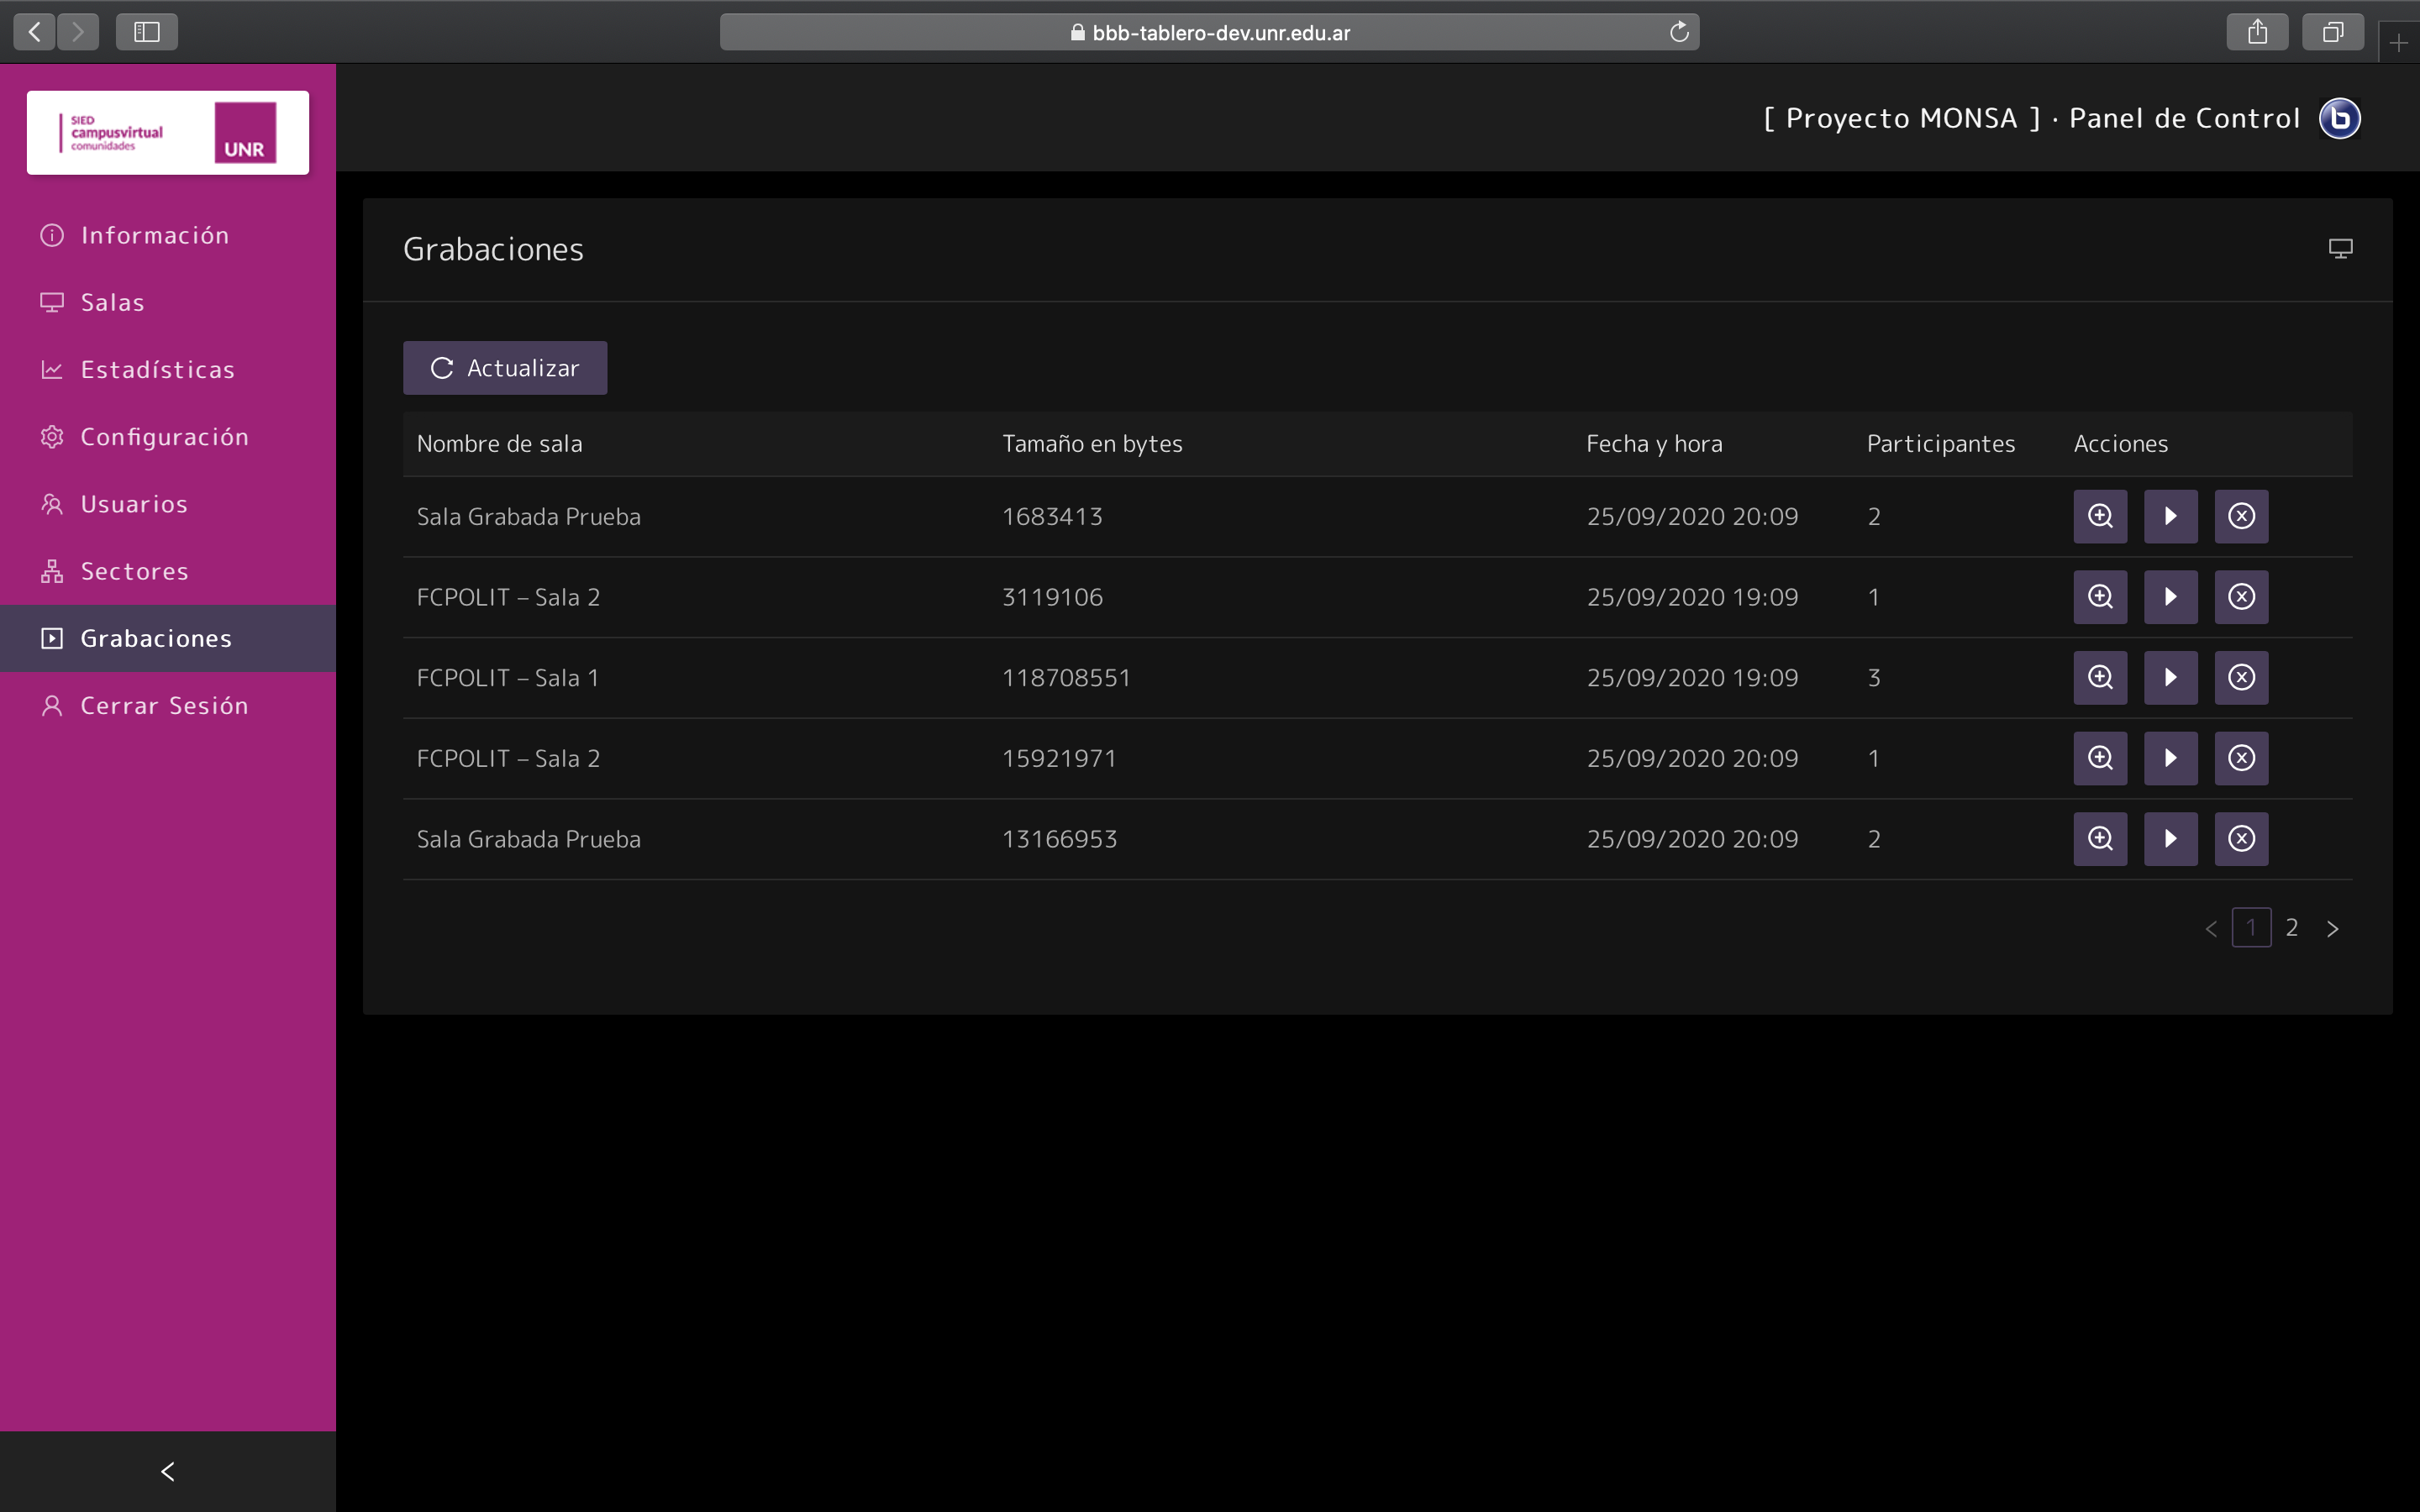 bbb-tablero-dev.unr.edu.ar
SIED
campusvirtual
comunidades
UNR
[ Proyecto MONSA ] · Panel de Control
Información
Salas
Estadísticas
Configuración
Usuarios
Sectores
Grabaciones
Cerrar Sesión
Grabaciones
Actualizar
Nombre de sala Tamaño en bytes Fecha y hora Participantes Acciones
Sala Grabada Prueba 1683413 25/09/2020 20:09 2
FCPOLIT – Sala 2 3119106 25/09/2020 19:09 1
FCPOLIT – Sala 1 118708551 25/09/2020 19:09 3
FCPOLIT – Sala 2 15921971 25/09/2020 20:09 1
Sala Grabada Prueba 13166953 25/09/2020 20:09 2
1 2